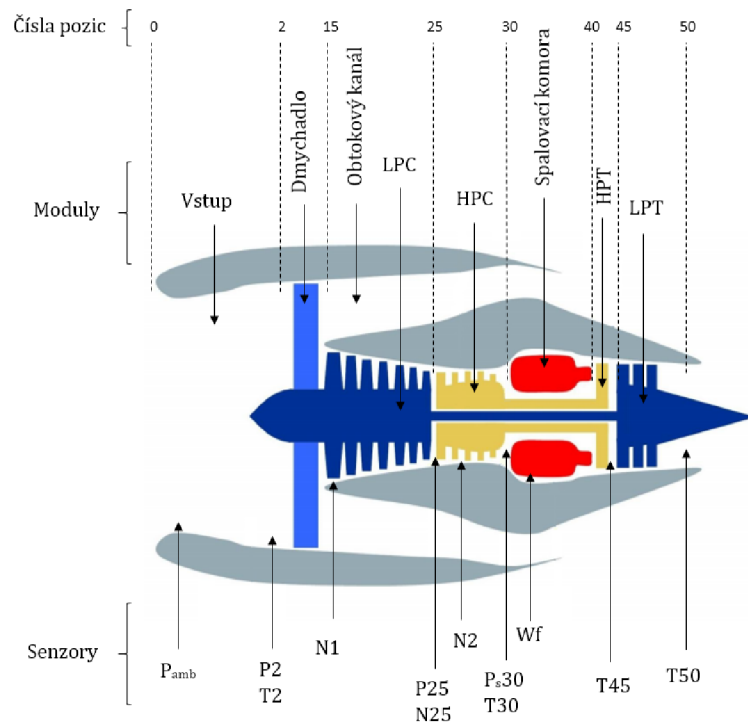 Čísla pozic
0 2 15 25 30 40 45 50
Moduly
Vstup
Dmychadlo
Obtokový kanál
LPC
HPC
Spalovací komora
HPT
LPT
Senzory
Pamb
P2
T2
N1
P25
N25
N2
Ps30
T30
Wf
T45
T50